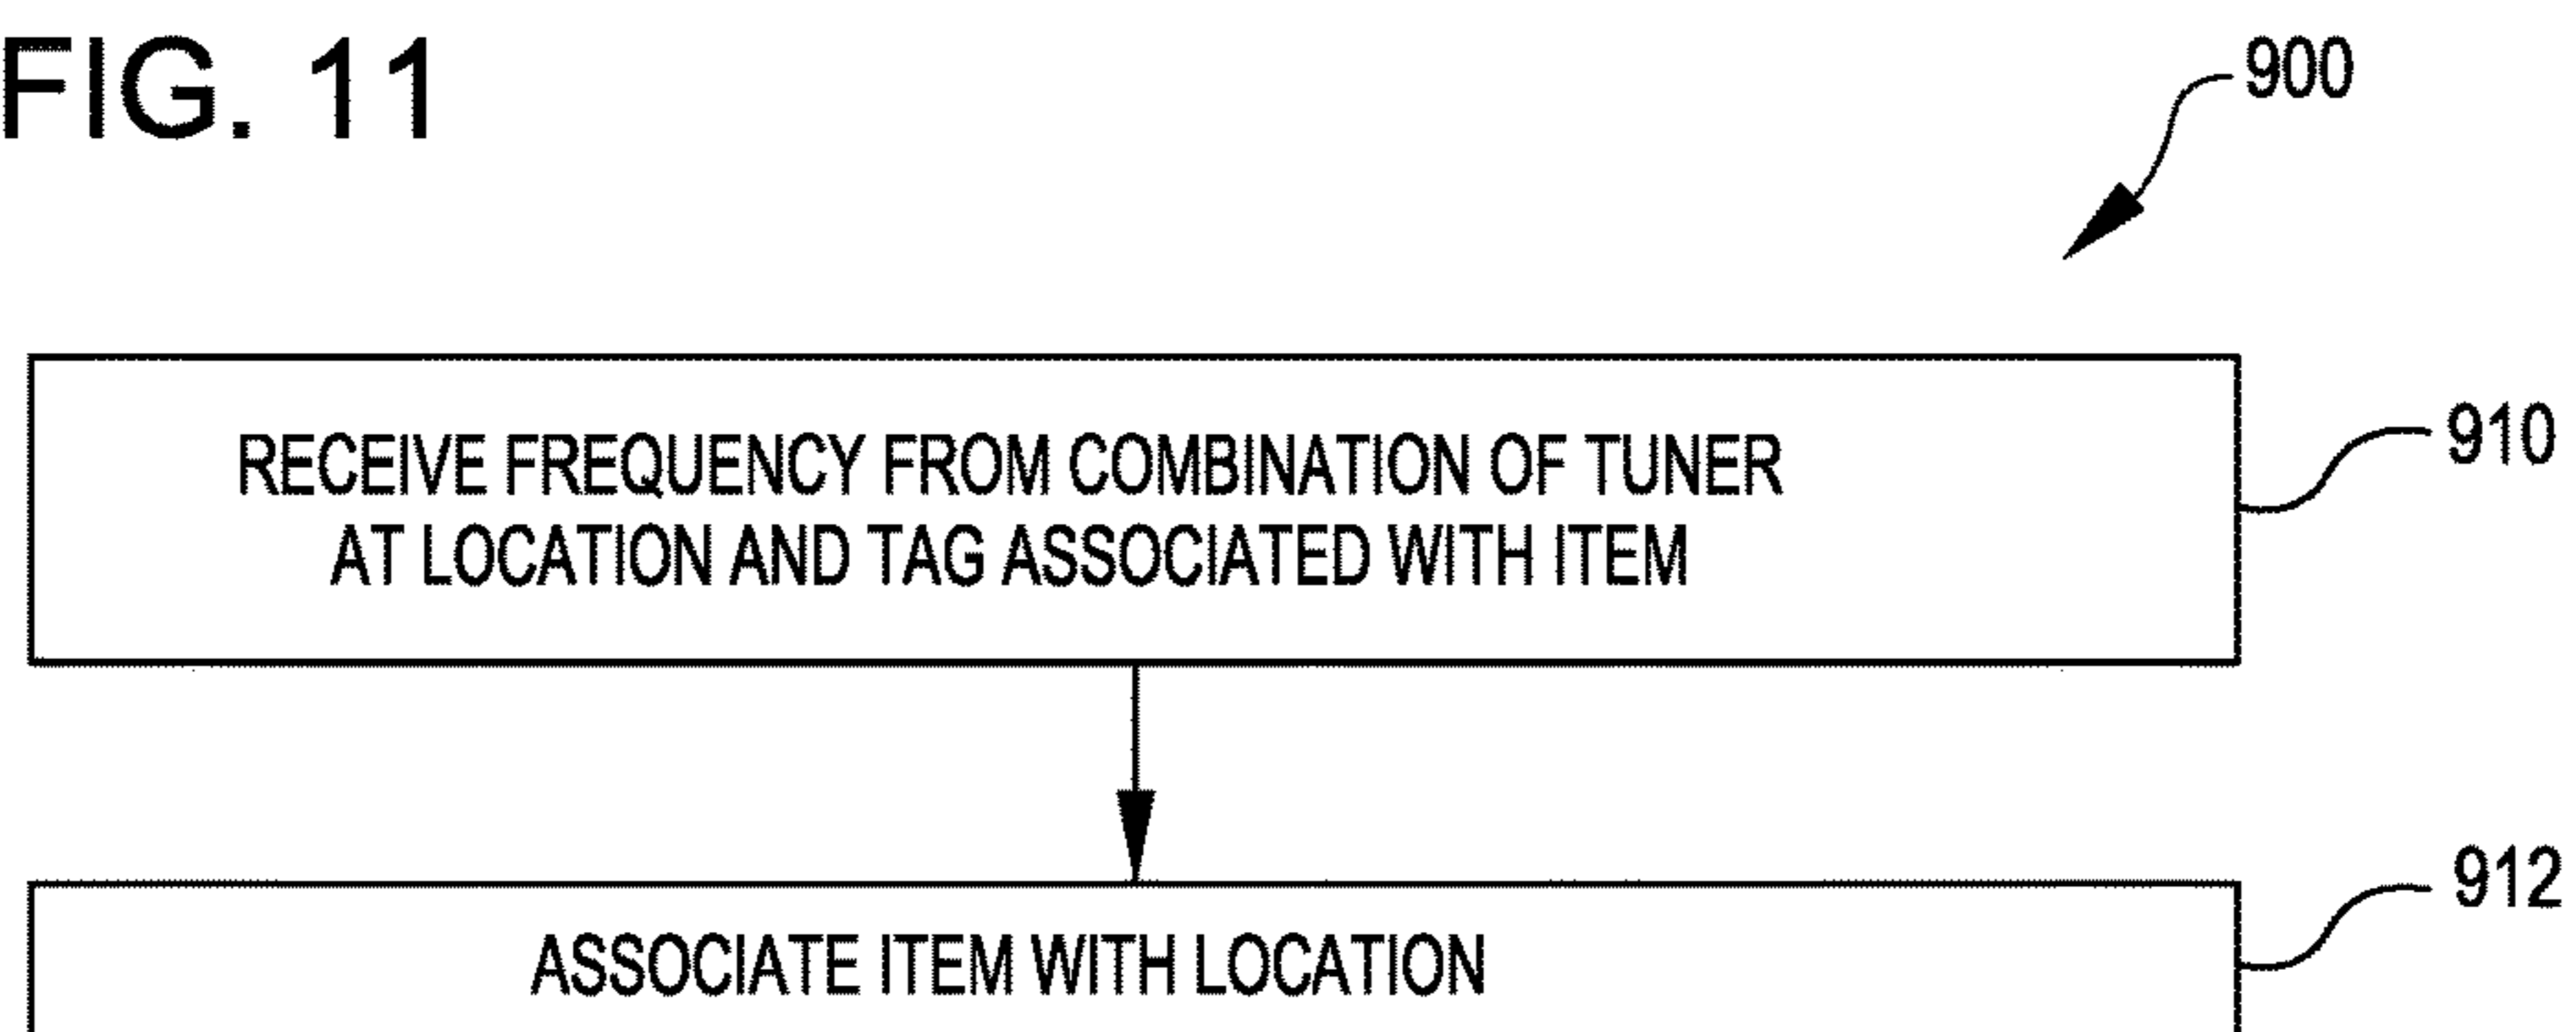 FIG. 11
900
RECEIVE FREQUENCY FROM COMBINATION OF TUNER
AT LOCATION AND TAG ASSOCIATED WITH ITEM
910
ASSOCIATE ITEM WITH LOCATION
912